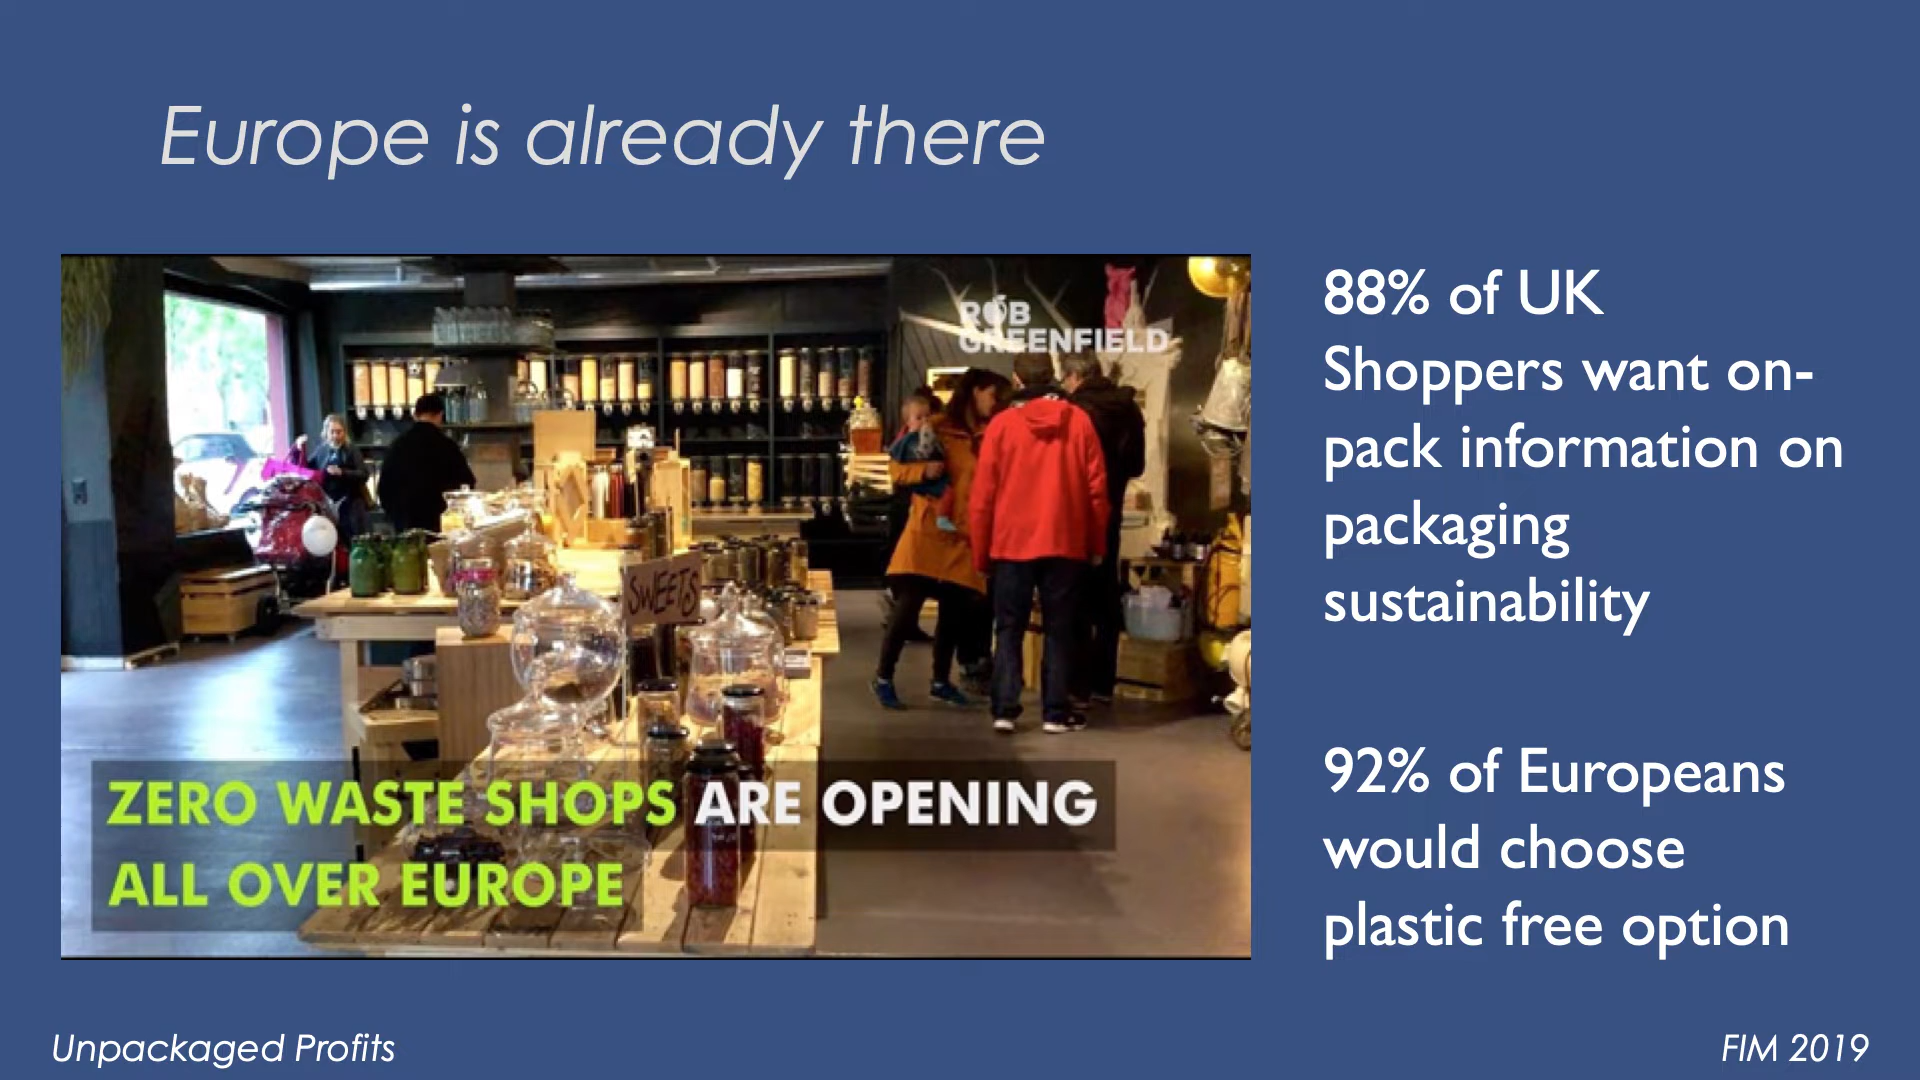 Europe is already there
ROB
GREENFIELD
SWEETS
ZERO WASTE SHOPS ARE OPENING
ALL OVER EUROPE
88% of UK
Shoppers want on-
pack information on
packaging
sustainability
92% of Europeans
would choose
plastic free option
Unpackaged Profits
FIM 2019